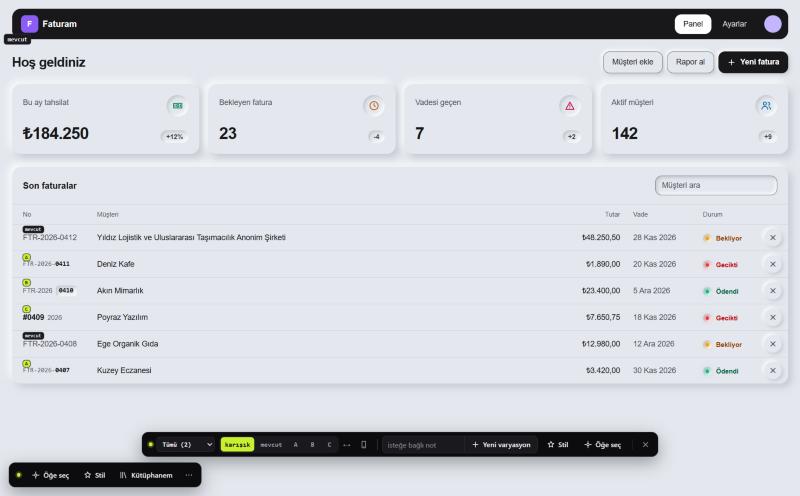 F Faturam Panel Ayarlar
mevcut
Hoş geldiniz Müşteri ekle Rapor al + Yeni fatura
Bu ay tahsilat Bekleyen fatura Vadesi geçen Aktif müşteri
₺184.250 +12% 23 -4 7 +2 142 +9
Son faturalar Müşteri ara
No Müşteri Tutar Vade Durum
mevcut
FTR-2026-0412 Yıldız Lojistik ve Uluslararası Taşımacılık Anonim Şirketi ₺48.250,50 28 Kas 2026 Bekliyor
A
FTR-2026-0411 Deniz Kafe ₺1.890,00 20 Kas 2026 Gecikti
B
FTR-2026 0410 Akın Mimarlık ₺23.400,00 5 Ara 2026 Ödendi
C
#0409 2026 Poyraz Yazılım ₺7.650,75 18 Kas 2026 Gecikti
mevcut
FTR-2026-0408 Ege Organik Gıda ₺12.980,00 12 Ara 2026 Bekliyor
A
FTR-2026-0407 Kuzey Eczanesi ₺3.420,00 30 Kas 2026 Ödendi
Tümü (2) karışık mevcut A B C isteğe bağlı not + Yeni varyasyon Stil Öğe seç
Öğe seç Stil Kütüphanem